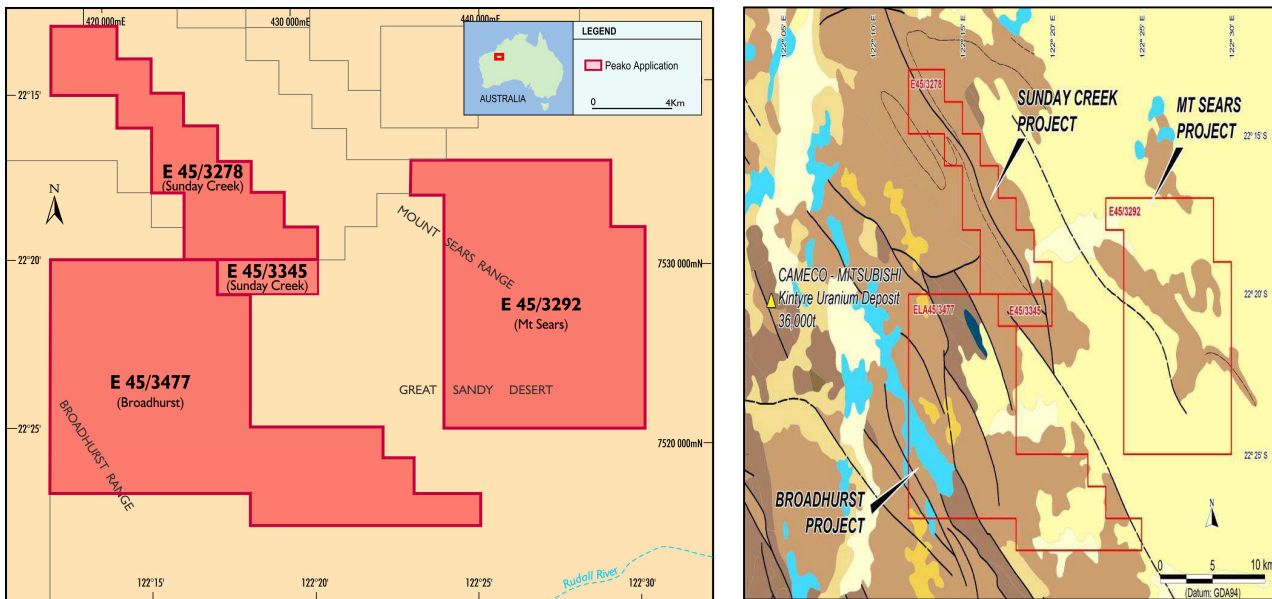 420 000mE
430 000mE
440 000mE
LEGEND
Peako Application
0
4Km
AUSTRALIA
22°15'
E 45/3278
(Sunday Creek)
N
MOUNT SEARS RANGE
22°20'
E 45/3345
(Sunday Creek)
7530 000mN
E 45/3292
(Mt Sears)
E 45/3477
(Broadhurst)
GREAT SANDY DESERT
BROADHURST RANGE
22°25'
7520 000mN
Rudall River
122°15'
122°20'
122°25'
122°30'
122° 05' E
122° 10' E
122° 15' E
122° 20' E
122° 25' E
122° 30' E
E45/3278
SUNDAY CREEK
PROJECT
MT SEARS
PROJECT
22° 15' S
E45/3292
CAMECO - MITSUBISHI
Kintyre Uranium Deposit
36,000t
ELA45/3477
E45/3345
22° 20' S
22° 25' S
BROADHURST
PROJECT
N
0
5
10 km
(Datum: GDA94)